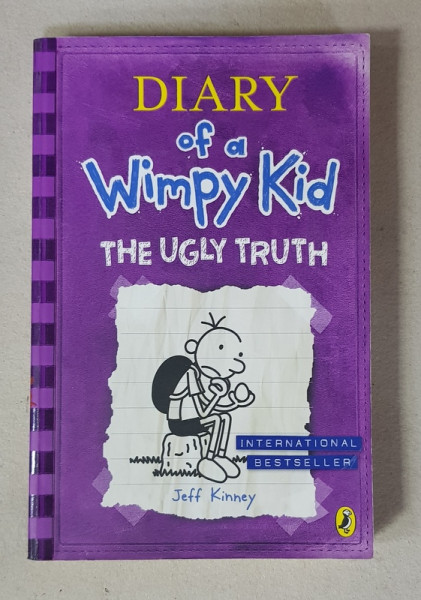 DIARY
of a
Wimpy Kid
THE UGLY TRUTH
INTERNATIONAL
BESTSELLER
Jeff Kinney